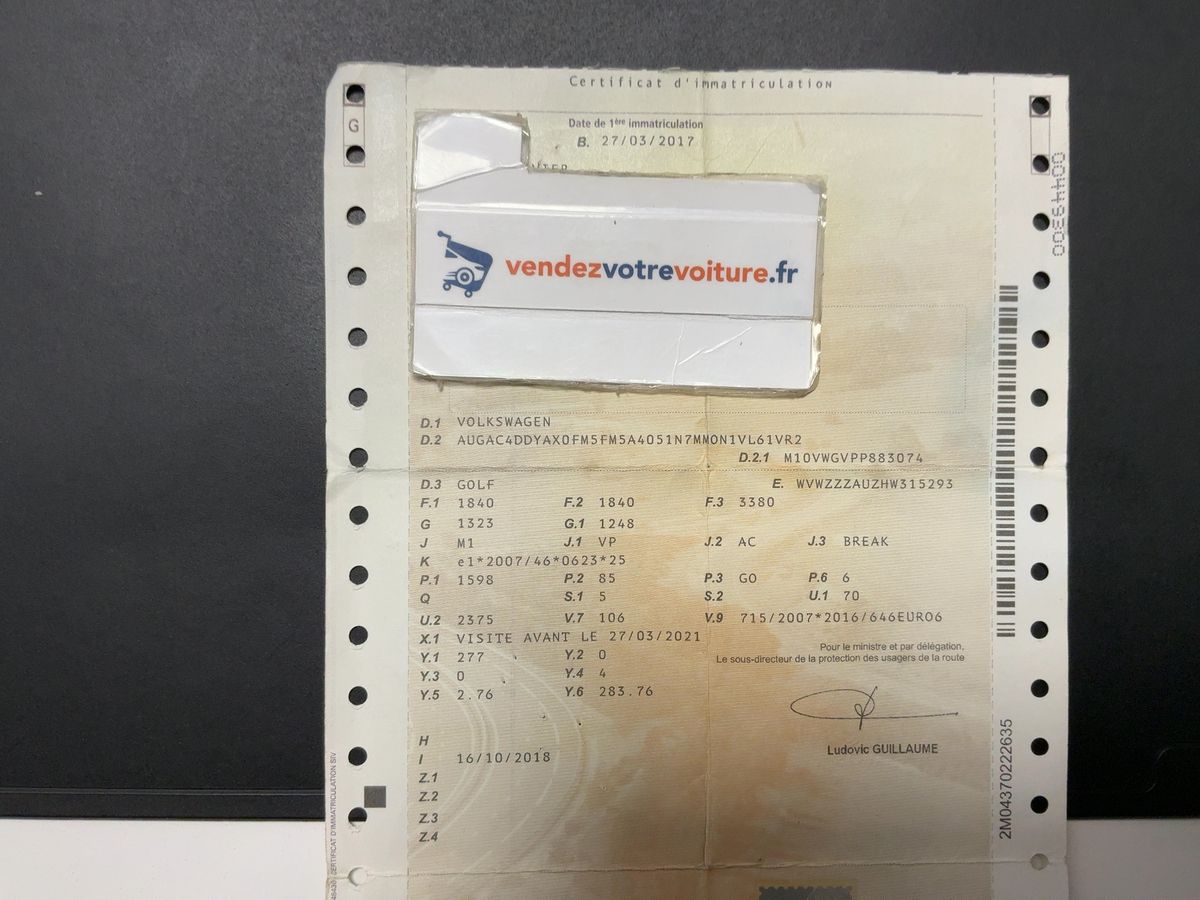 Certificat d'immatriculation
G
Date de 1ère immatriculation
B. 27/03/2017
vendezvotrevoiture.fr
00449300
D.1 VOLKSWAGEN
D.2 AUGAC4DDYAX0FM5FM5A4051N7MMON1VL61VR2
D.2.1 M10VWGVPP883074
D.3 GOLF E. WVWZZZAUZHW315293
F.1 1840 F.2 1840 F.3 3380
G 1323 G.1 1248
J M1 J.1 VP J.2 AC J.3 BREAK
K e1*2007/46*0623*25
P.1 1598 P.2 85 P.3 GO P.6 6
Q S.1 5 S.2 U.1 70
U.2 2375 V.7 106 V.9 715/2007*2016/646EURO6
X.1 VISITE AVANT LE 27/03/2021
Y.1 277 Y.2 0
Y.3 0 Y.4 4
Y.5 2.76 Y.6 283.76
Pour le ministre et par délégation,
Le sous-directeur de la protection des usagers de la route
Ludovic GUILLAUME
H
I 16/10/2018
Z.1
Z.2
Z.3
Z.4
2M04370222635
CERTIFICAT D'IMMATRICULATION SIV